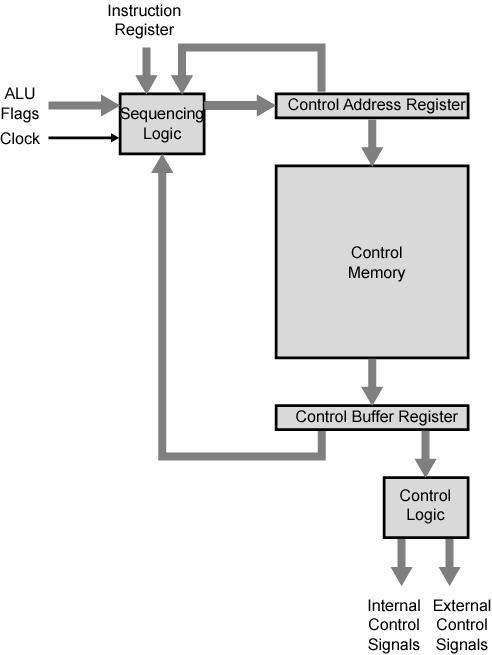 Instruction
Register
ALU
Flags
Clock
Sequencing
Logic
Control Address Register
Control
Memory
Control Buffer Register
Control
Logic
Internal
Control
Signals
External
Control
Signals